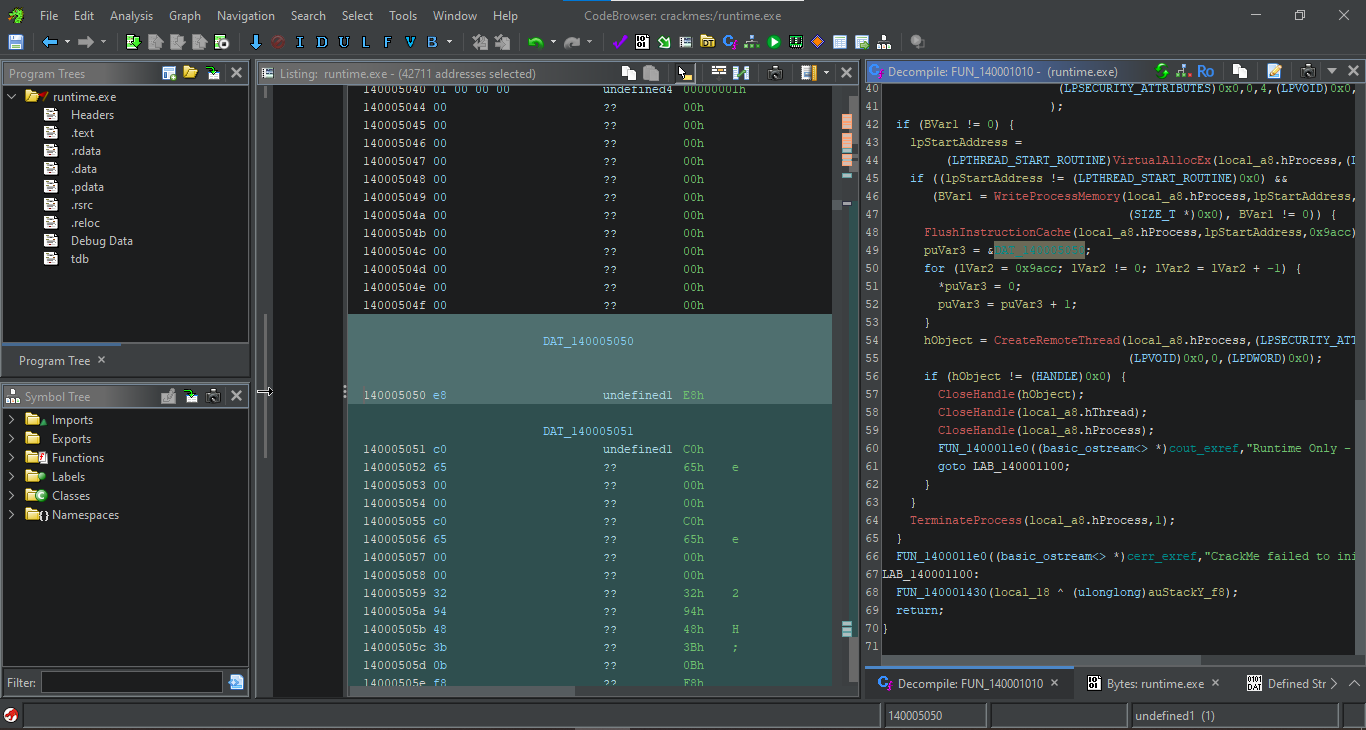 File Edit Analysis Graph Navigation Search Select Tools Window Help
CodeBrowser: crackmes:/runtime.exe
I D U L F V B
Program Trees
runtime.exe
Headers
.text
.rdata
.data
.pdata
.rsrc
.reloc
Debug Data
tdb
Program Tree
Symbol Tree
Imports
Exports
Functions
Labels
Classes
Namespaces
Filter:
Listing: runtime.exe - (42711 addresses selected)
140005040 01 00 00 00 undefined4 00000001h
140005044 00 ?? 00h
140005045 00 ?? 00h
140005046 00 ?? 00h
140005047 00 ?? 00h
140005048 00 ?? 00h
140005049 00 ?? 00h
14000504a 00 ?? 00h
14000504b 00 ?? 00h
14000504c 00 ?? 00h
14000504d 00 ?? 00h
14000504e 00 ?? 00h
14000504f 00 ?? 00h
DAT_140005050
140005050 e8 undefined1 E8h
DAT_140005051
140005051 c0 undefined1 C0h
140005052 65 ?? 65h e
140005053 00 ?? 00h
140005054 00 ?? 00h
140005055 c0 ?? C0h
140005056 65 ?? 65h e
140005057 00 ?? 00h
140005058 00 ?? 00h
140005059 32 ?? 32h 2
14000505a 94 ?? 94h
14000505b 48 ?? 48h H
14000505c 3b ?? 3Bh ;
14000505d 0b ?? 0Bh
14000505e f8 ?? F8h
Decompile: FUN_140001010 - (runtime.exe)
Ro
40 (LPSECURITY_ATTRIBUTES)0x0,0,4,(LPVOID)0x0,
41 );
42 if (BVar1 != 0) {
43 lpStartAddress =
44 (LPTHREAD_START_ROUTINE)VirtualAllocEx(local_a8.hProcess,(L
45 if ((lpStartAddress != (LPTHREAD_START_ROUTINE)0x0) &&
46 (BVar1 = WriteProcessMemory(local_a8.hProcess,lpStartAddress,
47 (SIZE_T *)0x0), BVar1 != 0)) {
48 FlushInstructionCache(local_a8.hProcess,lpStartAddress,0x9acc)
49 puVar3 = &DAT_140005050;
50 for (lVar2 = 0x9acc; lVar2 != 0; lVar2 = lVar2 + -1) {
51 *puVar3 = 0;
52 puVar3 = puVar3 + 1;
53 }
54 hObject = CreateRemoteThread(local_a8.hProcess,(LPSECURITY_ATT
55 (LPVOID)0x0,0,(LPDWORD)0x0);
56 if (hObject != (HANDLE)0x0) {
57 CloseHandle(hObject);
58 CloseHandle(local_a8.hThread);
59 CloseHandle(local_a8.hProcess);
60 FUN_1400011e0((basic_ostream<> *)cout_exref,"Runtime Only -
61 goto LAB_140001100;
62 }
63 }
64 TerminateProcess(local_a8.hProcess,1);
65 }
66 FUN_1400011e0((basic_ostream<> *)cerr_exref,"CrackMe failed to ini
67 LAB_140001100:
68 FUN_140001430(local_18 ^ (ulonglong)auStackY_f8);
69 return;
70 }
71
Decompile: FUN_140001010
Bytes: runtime.exe
Defined Str
140005050
undefined1 (1)